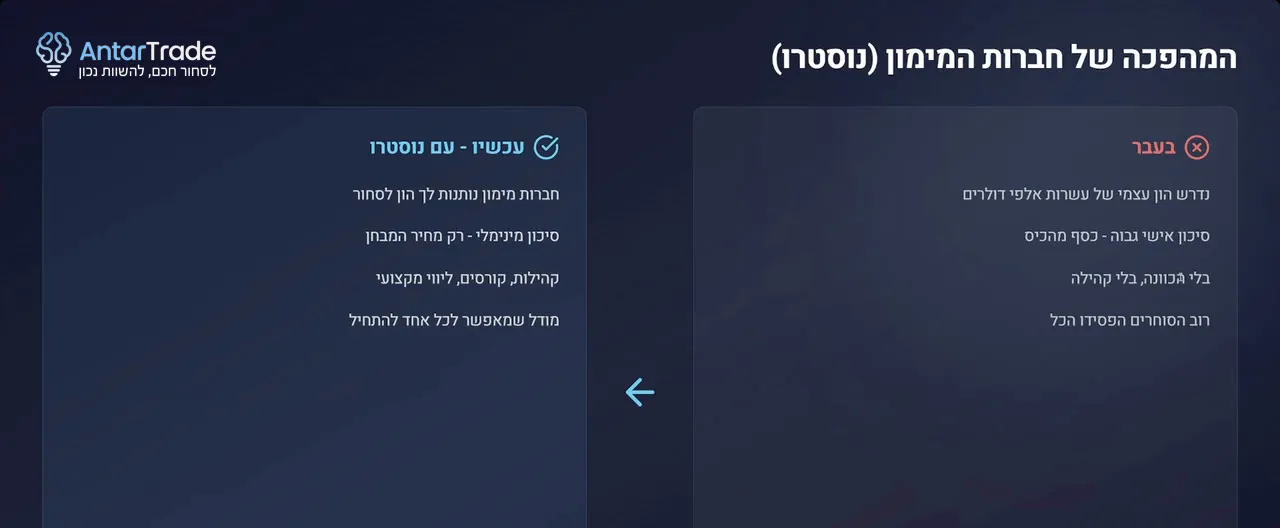 המהפכה של חברות המימון (נוסטרו)
AntarTrade
לסחור חכם, להשוות נכון
בעבר
נדרש הון עצמי של עשרות אלפי דולרים
סיכון אישי גבוה - כסף מהכיס
בלי הכוונה, בלי קהילה
רוב הסוחרים הפסידו הכל
עכשיו - עם נוסטרו
חברות מימון נותנות לך הון לסחור
סיכון מינימלי - רק מחיר המבחן
קהילות, קורסים, ליווי מקצועי
מודל שמאפשר לכל אחד להתחיל